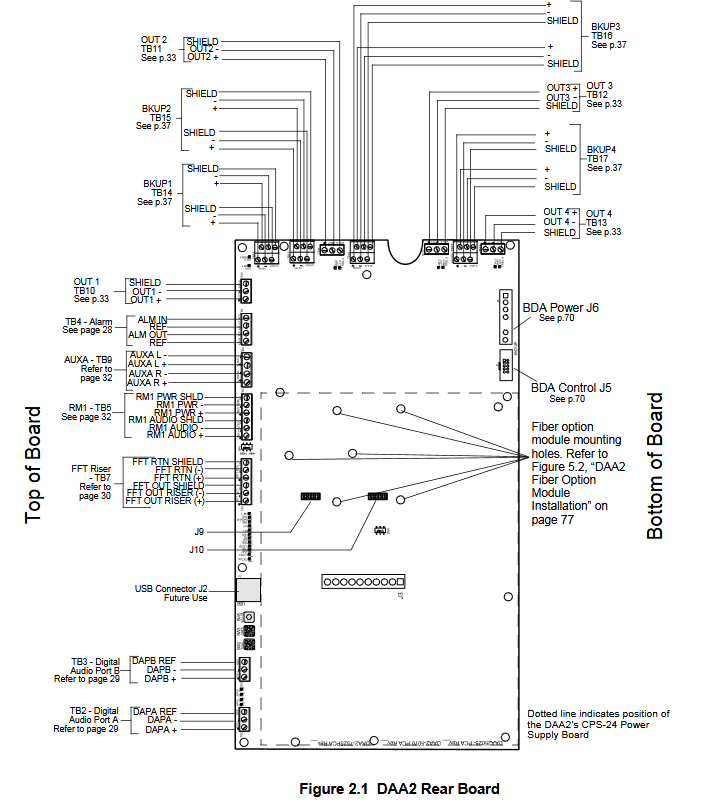 OUT 2
TB11
See p.33
SHIELD
OUT2 -
OUT2 +
BKUP2
TB15
See p.37
SHIELD
-
+
SHIELD
-
+
BKUP1
TB14
See p.37
SHIELD
-
+
SHIELD
-
+
+
-
SHIELD
+
-
SHIELD
BKUP3
TB16
See p.37
OUT3 +
OUT3 -
SHIELD
OUT 3
TB12
See p.33
+
-
SHIELD
+
-
SHIELD
BKUP4
TB17
See p.37
OUT 4 +
OUT 4 -
SHIELD
OUT 4
TB13
See p.33
OUT 1
TB10
See p.33
SHIELD
OUT1 -
OUT1 +
TB4 - Alarm
See page 28
ALM IN
REF
ALM OUT
REF
AUXA - TB9
Refer to
page 32
AUXA L -
AUXA L +
AUXA R -
AUXA R +
RM1 - TB5
See page 32
RM1 PWR SHLD
RM1 PWR -
RM1 PWR +
RM1 AUDIO SHLD
RM1 AUDIO -
RM1 AUDIO +
FFT Riser
- TB7
Refer to
page 30
FFT RTN SHIELD
FFT RTN (-)
FFT RTN (+)
FFT OUT SHIELD
FFT OUT RISER (-)
FFT OUT RISER (+)
J9
J10
USB Connector J2
Future Use
TB3 - Digital
Audio Port B
Refer to page 29
DAPB REF
DAPB -
DAPB +
TB2 - Digital
Audio Port A
Refer to page 29
DAPA REF
DAPA -
DAPA +
J3
BDA Power J6
See p.70
BDA Control J5
See p.70
Fiber option
module mounting
holes. Refer to
Figure 5.2, “DAA2
Fiber Option
Module
Installation” on
page 77
Top of Board
Bottom of Board
Dotted line indicates position of
the DAA2's CPS-24 Power
Supply Board
Figure 2.1 DAA2 Rear Board